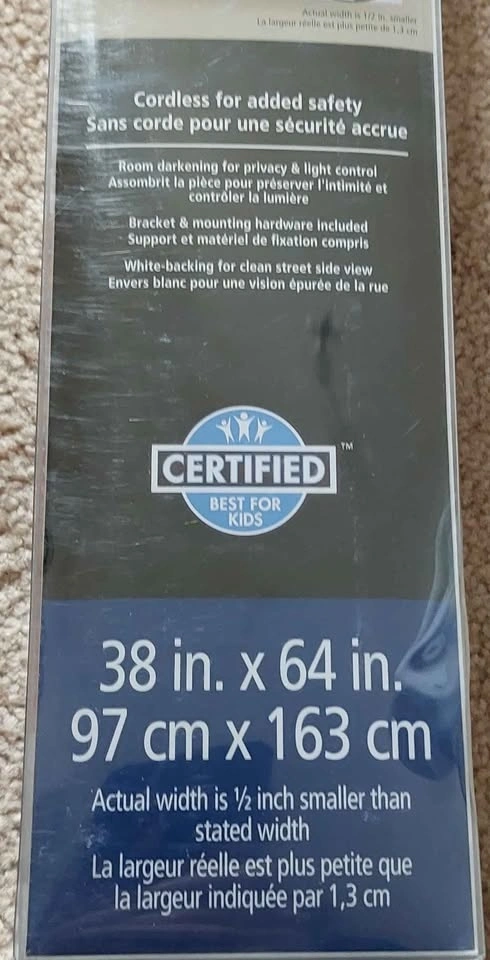 Actual width is 1/2 in. smaller
La largeur réelle est plus petite de 1,3 cm
Cordless for added safety
Sans corde pour une sécurité accrue
Room darkening for privacy & light control
Assombrit la pièce pour préserver l'intimité et
contrôler la lumière
Bracket & mounting hardware included
Support et matériel de fixation compris
White-backing for clean street side view
Envers blanc pour une vision épurée de la rue
CERTIFIED TM
BEST FOR
KIDS
38 in. x 64 in.
97 cm x 163 cm
Actual width is ½ inch smaller than
stated width
La largeur réelle est plus petite que
la largeur indiquée par 1,3 cm